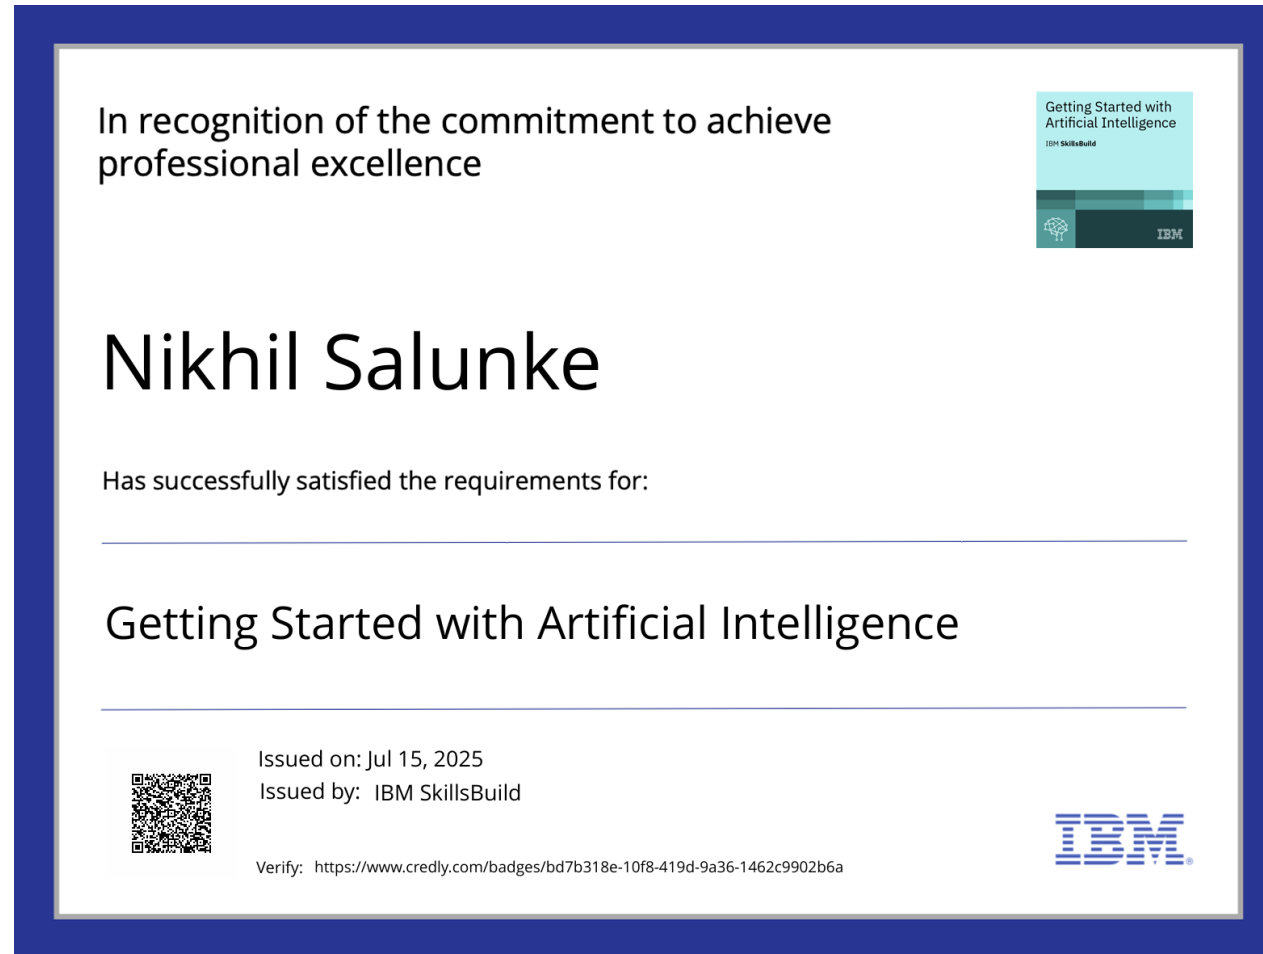 In recognition of the commitment to achieve
professional excellence
Getting Started with
Artificial Intelligence
IBM SkillsBuild
IBM
Nikhil Salunke
Has successfully satisfied the requirements for:
Getting Started with Artificial Intelligence
Issued on: Jul 15, 2025
Issued by: IBM SkillsBuild
Verify: https://www.credly.com/badges/bd7b318e-10f8-419d-9a36-1462c9902b6a
IBM®